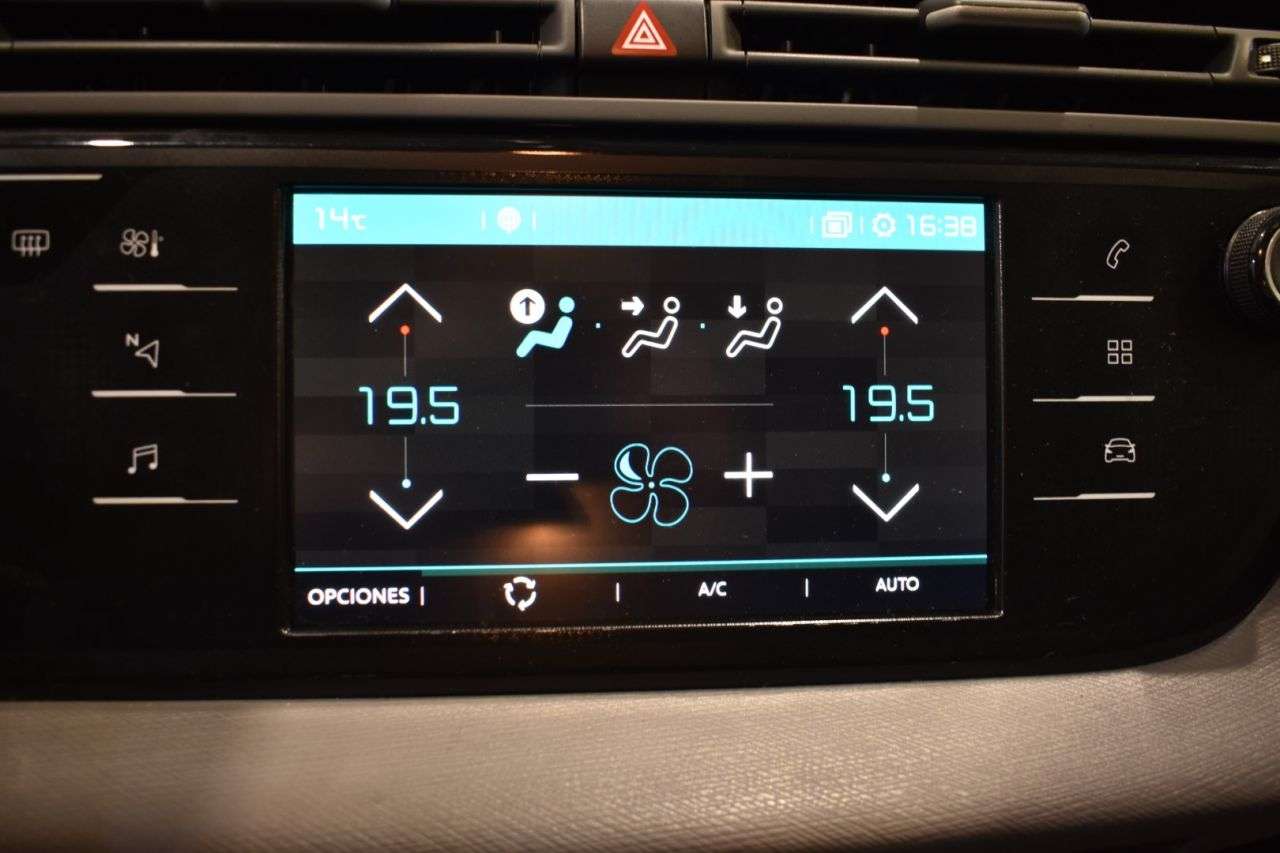 14°C 16:38
N
19.5 19.5
OPCIONES | | A/C | AUTO